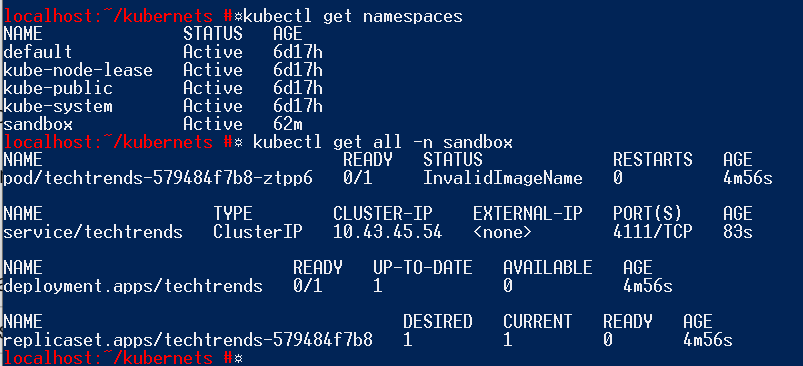 localhost:~/kubernets #¤kubectl get namespaces
NAME STATUS AGE
default Active 6d17h
kube-node-lease Active 6d17h
kube-public Active 6d17h
kube-system Active 6d17h
sandbox Active 62m
localhost:~/kubernets #¤ kubectl get all -n sandbox
NAME READY STATUS RESTARTS AGE
pod/techtrends-579484f7b8-ztpp6 0/1 InvalidImageName 0 4m56s
NAME TYPE CLUSTER-IP EXTERNAL-IP PORT(S) AGE
service/techtrends ClusterIP 10.43.45.54 <none> 4111/TCP 83s
NAME READY UP-TO-DATE AVAILABLE AGE
deployment.apps/techtrends 0/1 1 0 4m56s
NAME DESIRED CURRENT READY AGE
replicaset.apps/techtrends-579484f7b8 1 1 0 4m56s
localhost:~/kubernets #¤